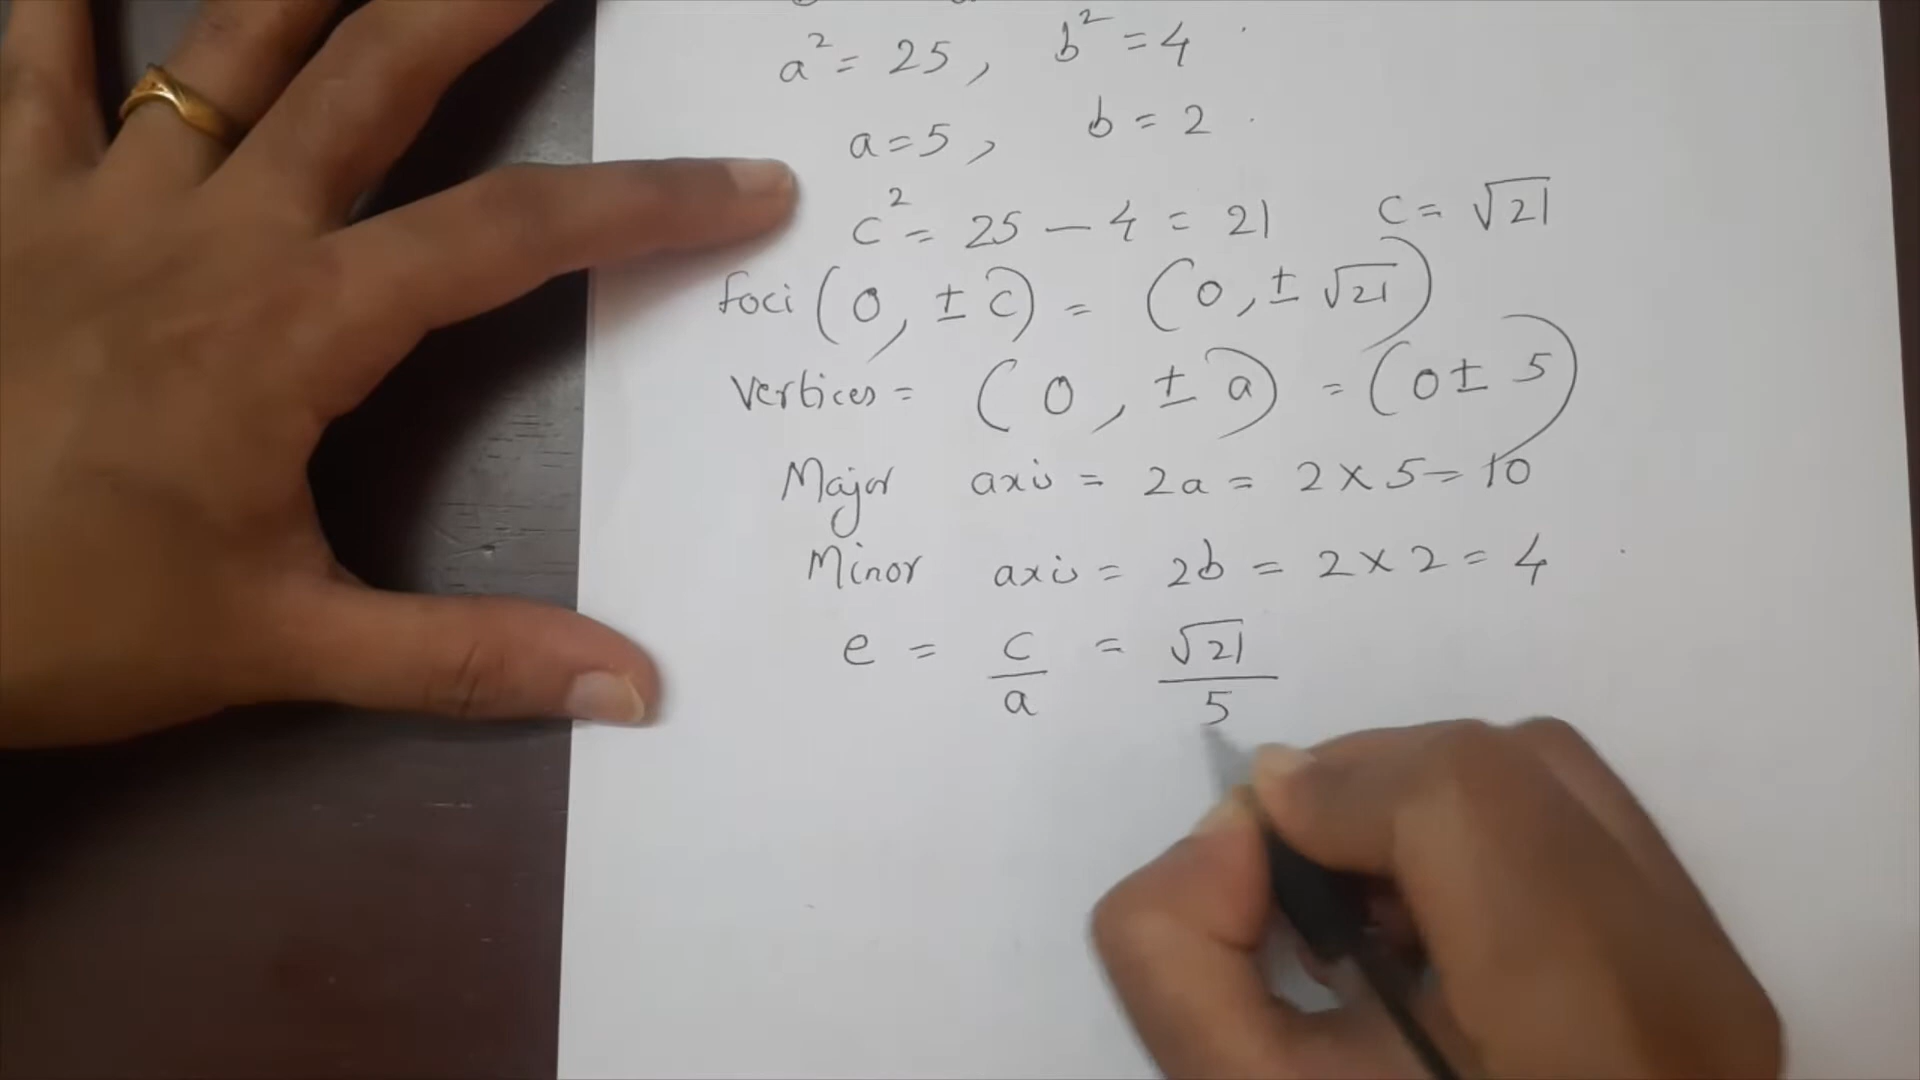 a² = 25, b² = 4
a = 5, b = 2
c² = 25 - 4 = 21 c = √21
foci (0, ± c) = (0, ± √21)
Vertices = (0, ± a) = (0 ± 5)
Major axis = 2a = 2 × 5 = 10
Minor axis = 2b = 2 × 2 = 4
e = c/a = √21/5